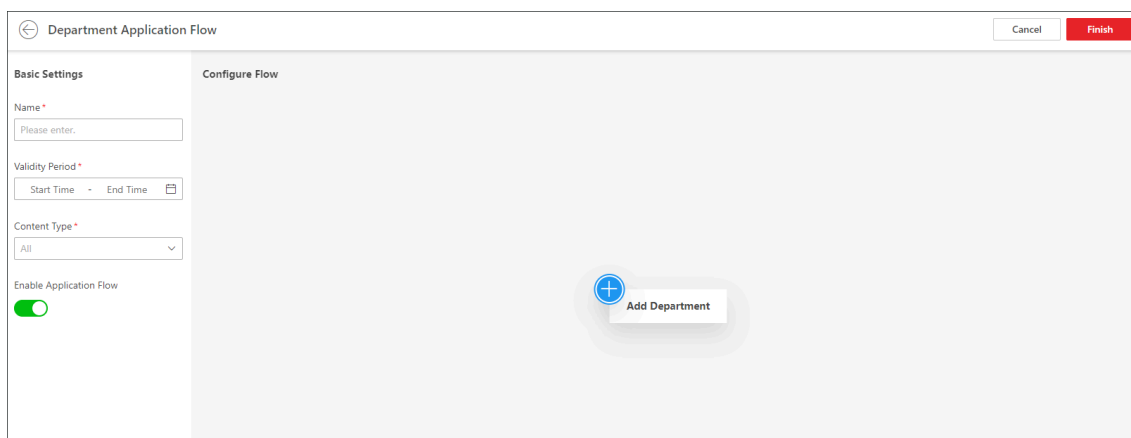 Department Application Flow
Cancel
Finish
Basic Settings
Configure Flow
Name *
Please enter.
Validity Period *
Start Time - End Time
Content Type *
All
Enable Application Flow
Add Department